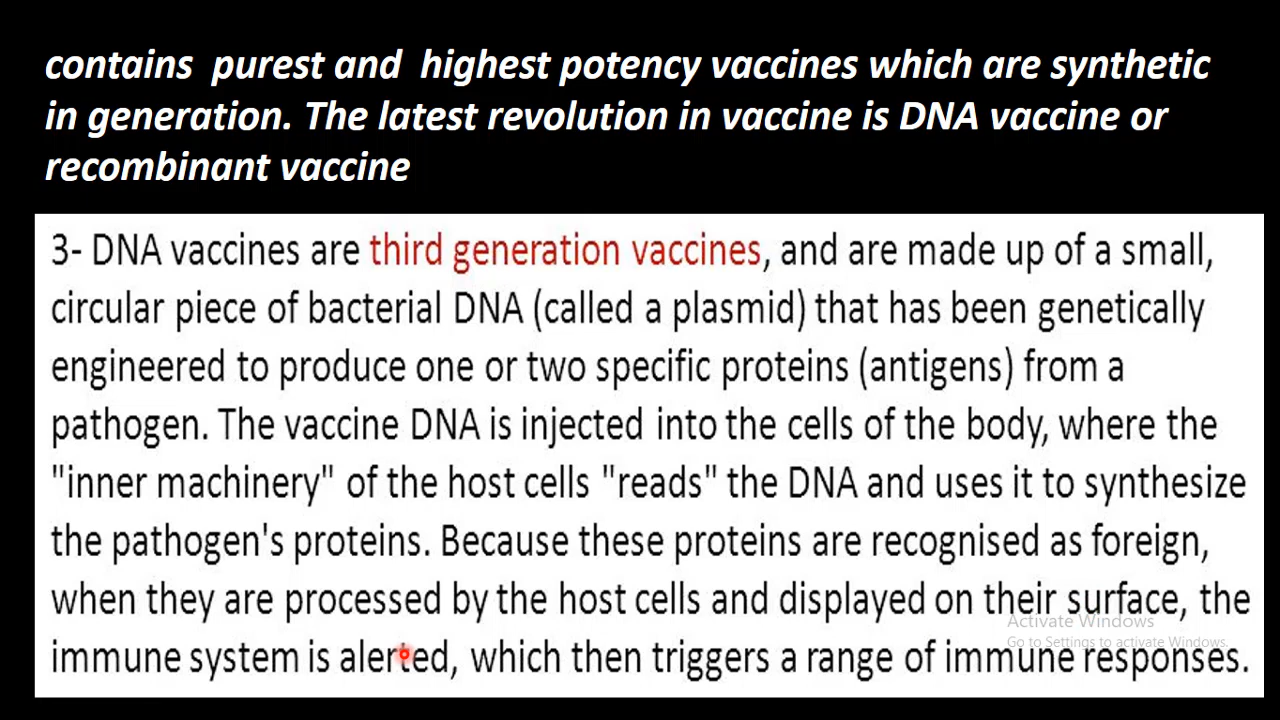 contains purest and highest potency vaccines which are synthetic
in generation. The latest revolution in vaccine is DNA vaccine or
recombinant vaccine
3- DNA vaccines are third generation vaccines, and are made up of a small,
circular piece of bacterial DNA (called a plasmid) that has been genetically
engineered to produce one or two specific proteins (antigens) from a
pathogen. The vaccine DNA is injected into the cells of the body, where the
"inner machinery" of the host cells "reads" the DNA and uses it to synthesize
the pathogen's proteins. Because these proteins are recognised as foreign,
when they are processed by the host cells and displayed on their surface, the
immune system is alerted, which then triggers a range of immune responses.
Activate Windows
Go to Settings to activate Windows.